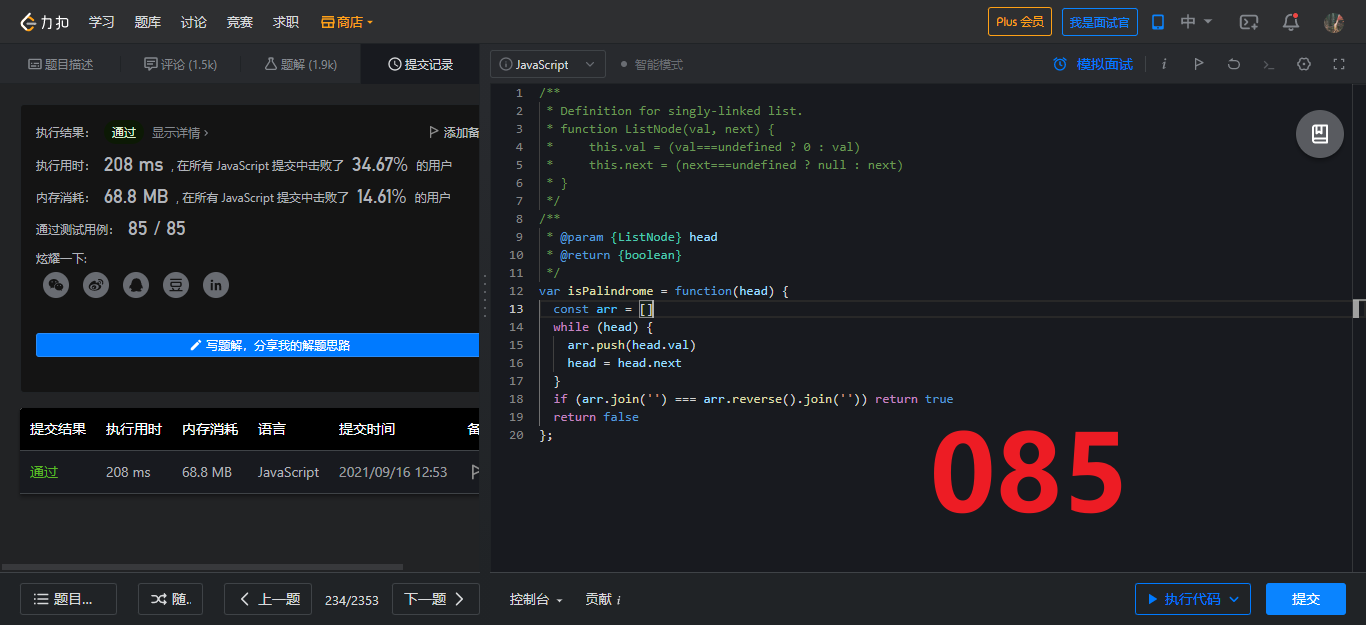 力扣 学习 题库 讨论 竞赛 求职 商店 Plus 会员 我是面试官 中
题目描述 评论 (1.5k) 题解 (1.9k) 提交记录
执行结果： 通过 显示详情 › 添加备
执行用时： 208 ms , 在所有 JavaScript 提交中击败了 34.67% 的用户
内存消耗： 68.8 MB , 在所有 JavaScript 提交中击败了 14.61% 的用户
通过测试用例： 85 / 85
炫耀一下:
豆 in
写题解，分享我的解题思路
提交结果 执行用时 内存消耗 语言 提交时间 备
通过 208 ms 68.8 MB JavaScript 2021/09/16 12:53
题目... 随.. 上一题 234/2353 下一题
i JavaScript 智能模式 模拟面试 i
1 /**
2  * Definition for singly-linked list.
3  * function ListNode(val, next) {
4  *     this.val = (val===undefined ? 0 : val)
5  *     this.next = (next===undefined ? null : next)
6  * }
7  */
8 /**
9  * @param {ListNode} head
10  * @return {boolean}
11  */
12 var isPalindrome = function(head) {
13   const arr = []
14   while (head) {
15     arr.push(head.val)
16     head = head.next
17   }
18   if (arr.join('') === arr.reverse().join('')) return true
19   return false
20 };
085
控制台 贡献 i 执行代码 提交